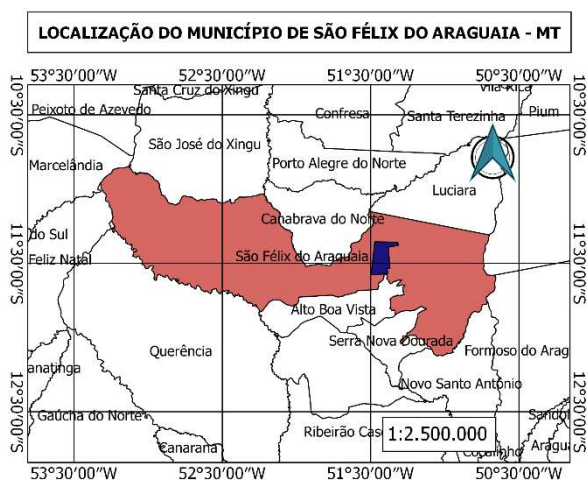 LOCALIZAÇÃO DO MUNICÍPIO DE SÃO FÉLIX DO ARAGUAIA - MT
53°30'00"W 52°30'00"W 51°30'00"W 50°30'00"W
10°30'00"S
10°30'00"S
Santa Cruz do Xingu
Vila Rica
Peixoto de Azevedo
Confresa
Santa Terezinha
Pium
São José do Xingu
Marcelândia
Porto Alegre do Norte
Luciara
Canabrava do Norte
do Sul
11°30'00"S
11°30'00"S
Feliz Natal
São Félix do Araguaia
Alto Boa Vista
Serra Nova Dourada
Querência
Formoso do Arag
anatinga
Novo Santo Antônio
12°30'00"S
12°30'00"S
Gaúcha do Norte
Ribeirão Casc
1:2.500.000
Canarana
Aragua
53°30'00"W 52°30'00"W 51°30'00"W 50°30'00"W